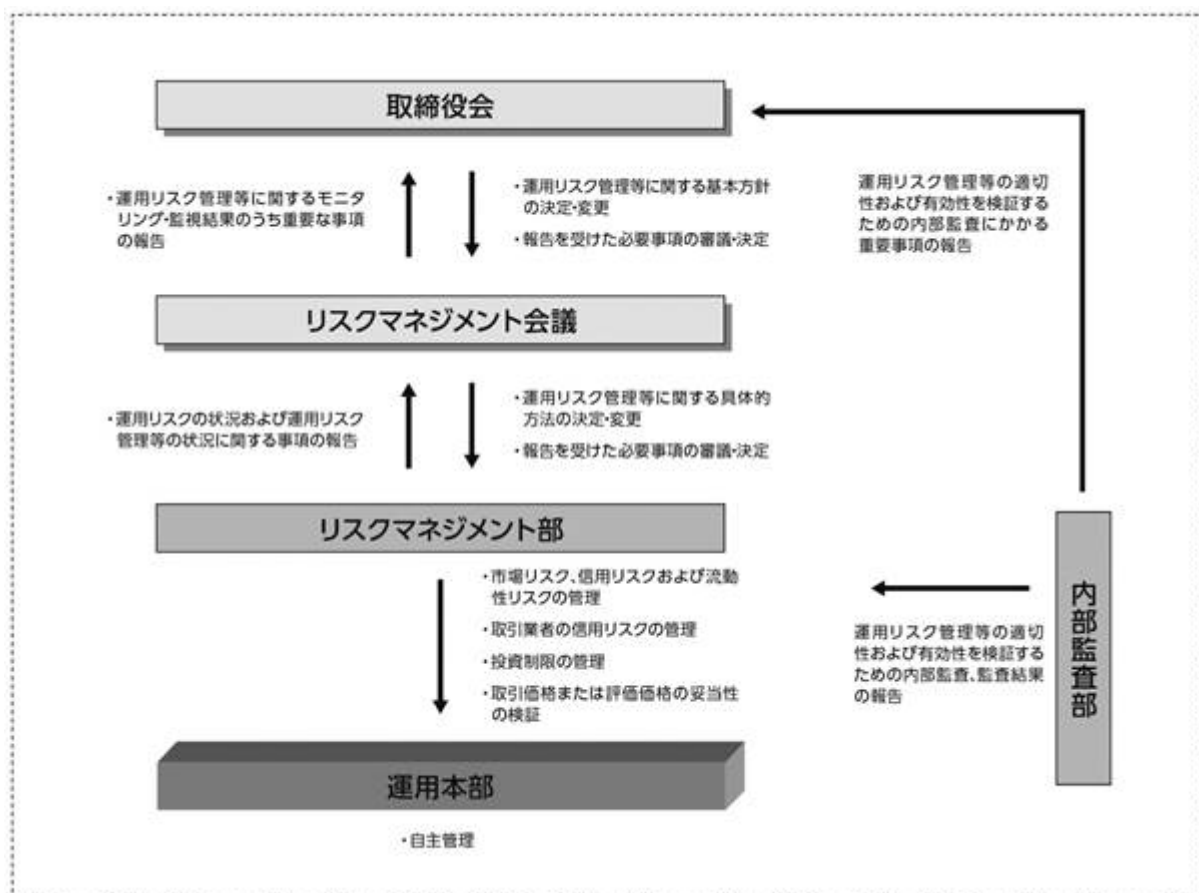 取締役会
・運用リスク管理等に関するモニタ
リング・監視結果のうち重要な事項
の報告
・運用リスク管理等に関する基本方針
の決定・変更
・報告を受けた必要事項の審議・決定
運用リスク管理等の適切
性および有効性を検証する
ための内部監査にかかる
重要事項の報告
リスクマネジメント会議
・運用リスクの状況および運用リスク
管理等の状況に関する事項の報告
・運用リスク管理等に関する具体的
方法の決定・変更
・報告を受けた必要事項の審議・決定
リスクマネジメント部
・市場リスク、信用リスクおよび流動
性リスクの管理
・取引業者の信用リスクの管理
・投資制限の管理
・取引価格または評価価格の妥当性
の検証
運用リスク管理等の適切
性および有効性を検証する
ための内部監査、監査結果
の報告
内部監査部
運用本部
・自主管理